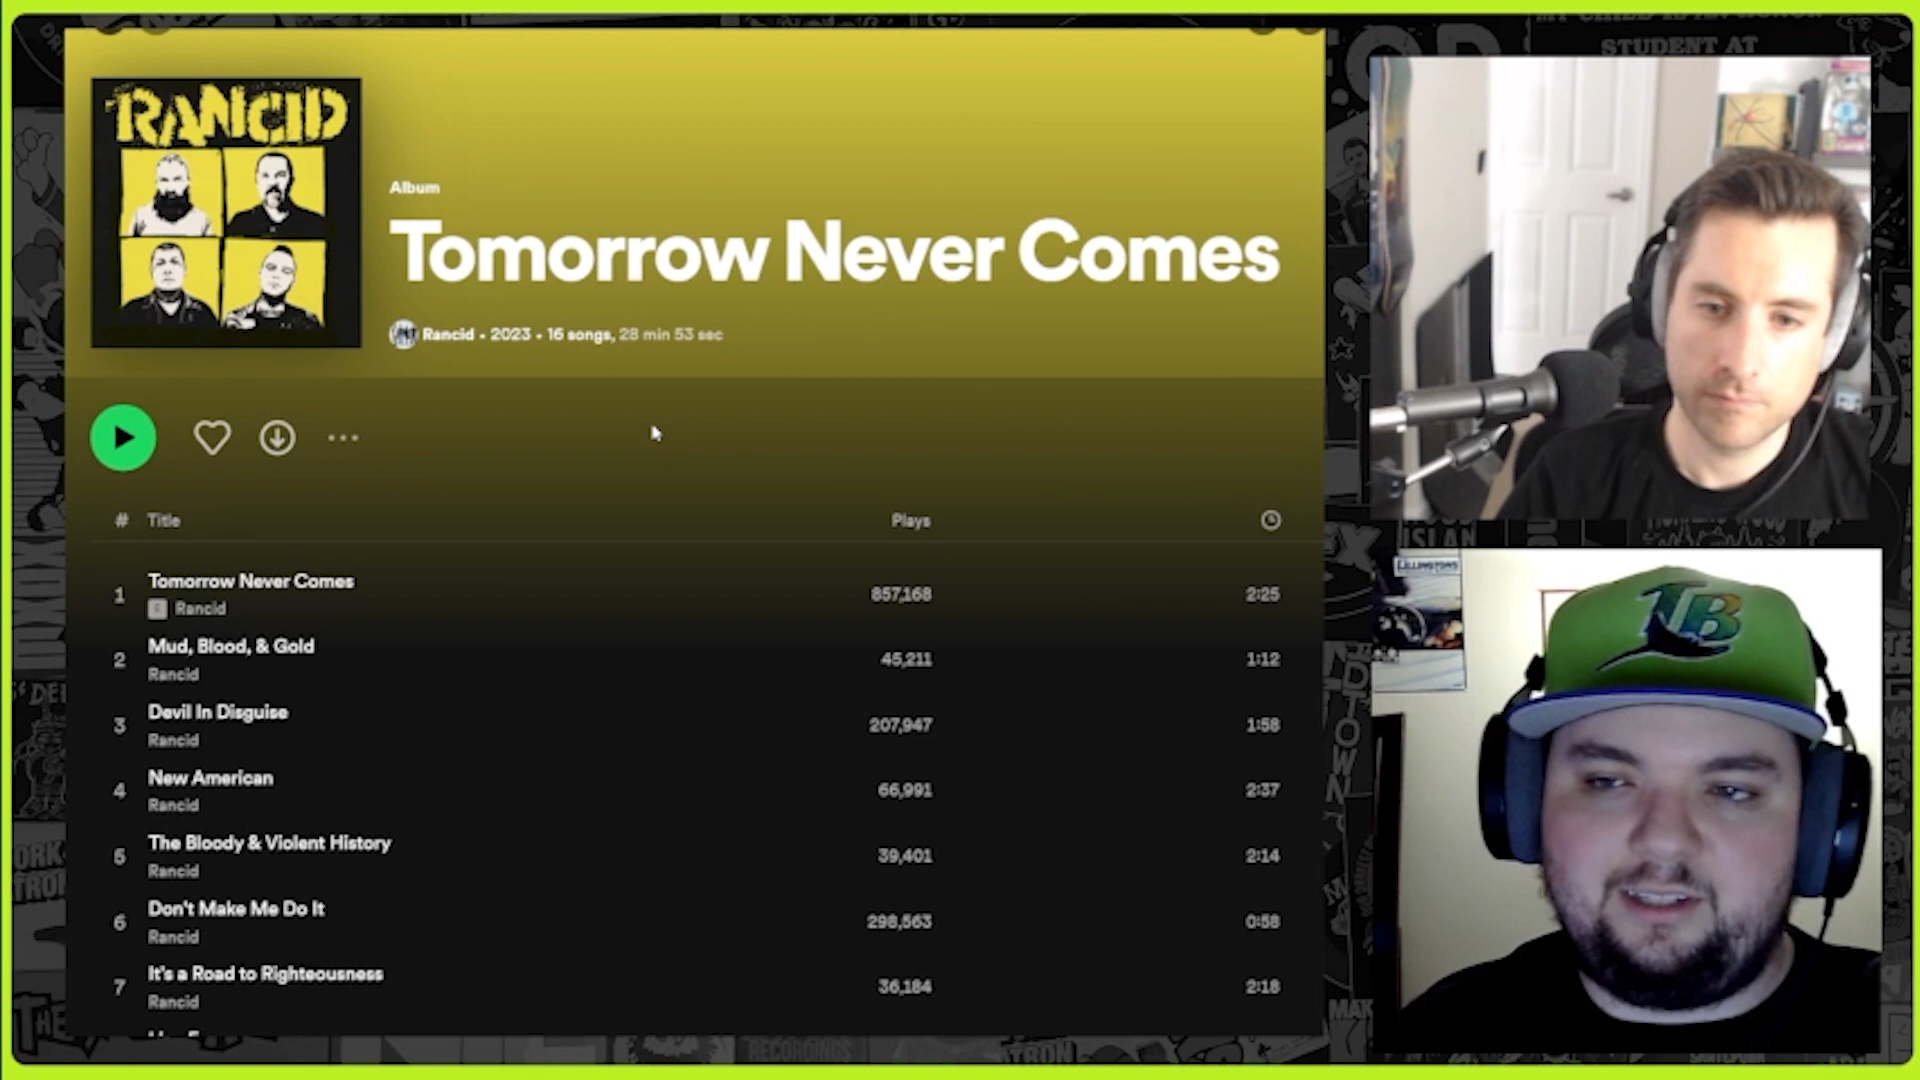 RANCID
Album
Tomorrow Never Comes
Rancid • 2023 • 16 songs, 28 min 53 sec
# Title Plays
1 Tomorrow Never Comes 857,168 2:25
E Rancid
2 Mud, Blood, & Gold 45,211 1:12
Rancid
3 Devil In Disguise 207,947 1:58
Rancid
4 New American 66,991 2:37
Rancid
5 The Bloody & Violent History 39,401 2:14
Rancid
6 Don't Make Me Do It 298,563 0:58
Rancid
7 It's a Road to Righteousness 36,184 2:18
Rancid
STUDENT AT
LILLINGTONS
TB
RECORDINGS